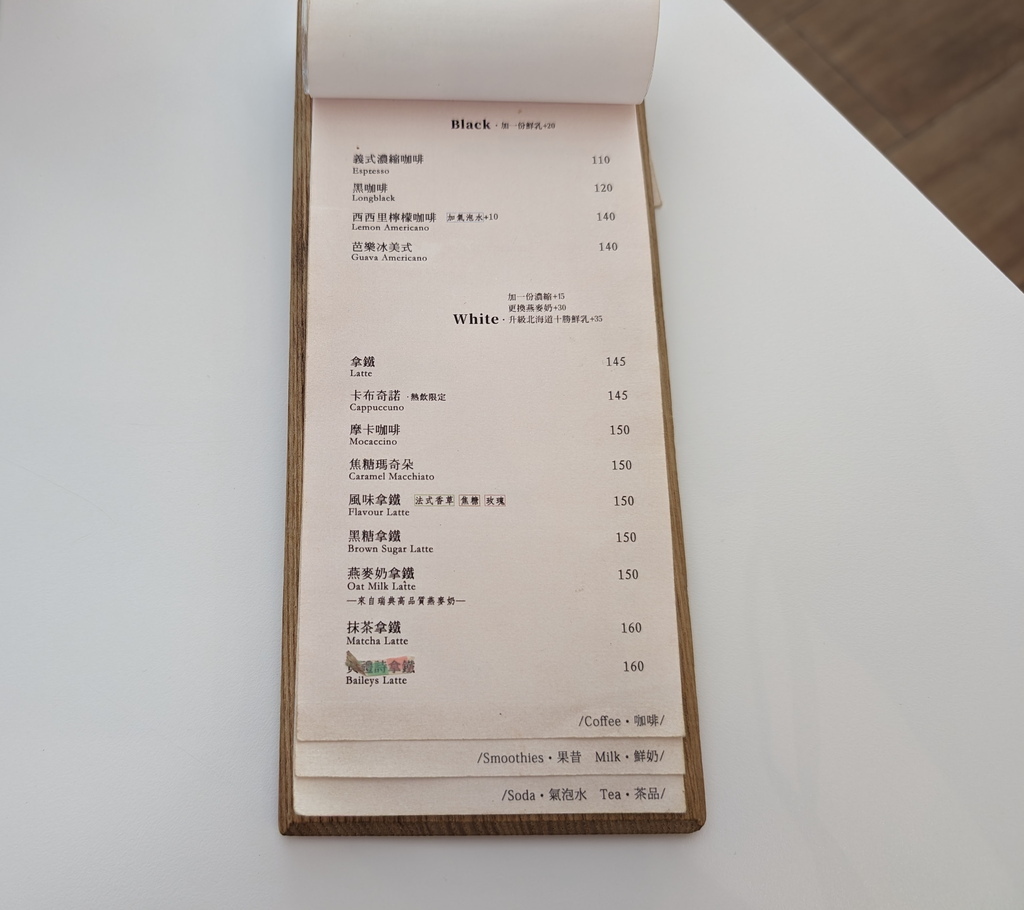 Black · 加一份鮮乳+20
義式濃縮咖啡 110
Espresso
黑咖啡 120
Longblack
西西里檸檬咖啡 加氣泡水+10 140
Lemon Americano
芭樂冰美式 140
Guava Americano
加一份濃縮+15
更換燕麥奶+30
White · 升級北海道十勝鮮乳+35
拿鐵 145
Latte
卡布奇諾 ·熱飲限定 145
Cappuccuno
摩卡咖啡 150
Mocaccino
焦糖瑪奇朵 150
Caramel Macchiato
風味拿鐵 法式香草 焦糖 玫瑰 150
Flavour Latte
黑糖拿鐵 150
Brown Sugar Latte
燕麥奶拿鐵 150
Oat Milk Latte
—來自瑞典高品質燕麥奶—
抹茶拿鐵 160
Matcha Latte
禮詩拿鐵 160
Baileys Latte
/Coffee · 咖啡/
/Smoothies · 果昔 Milk · 鮮奶/
/Soda · 氣泡水 Tea · 茶品/